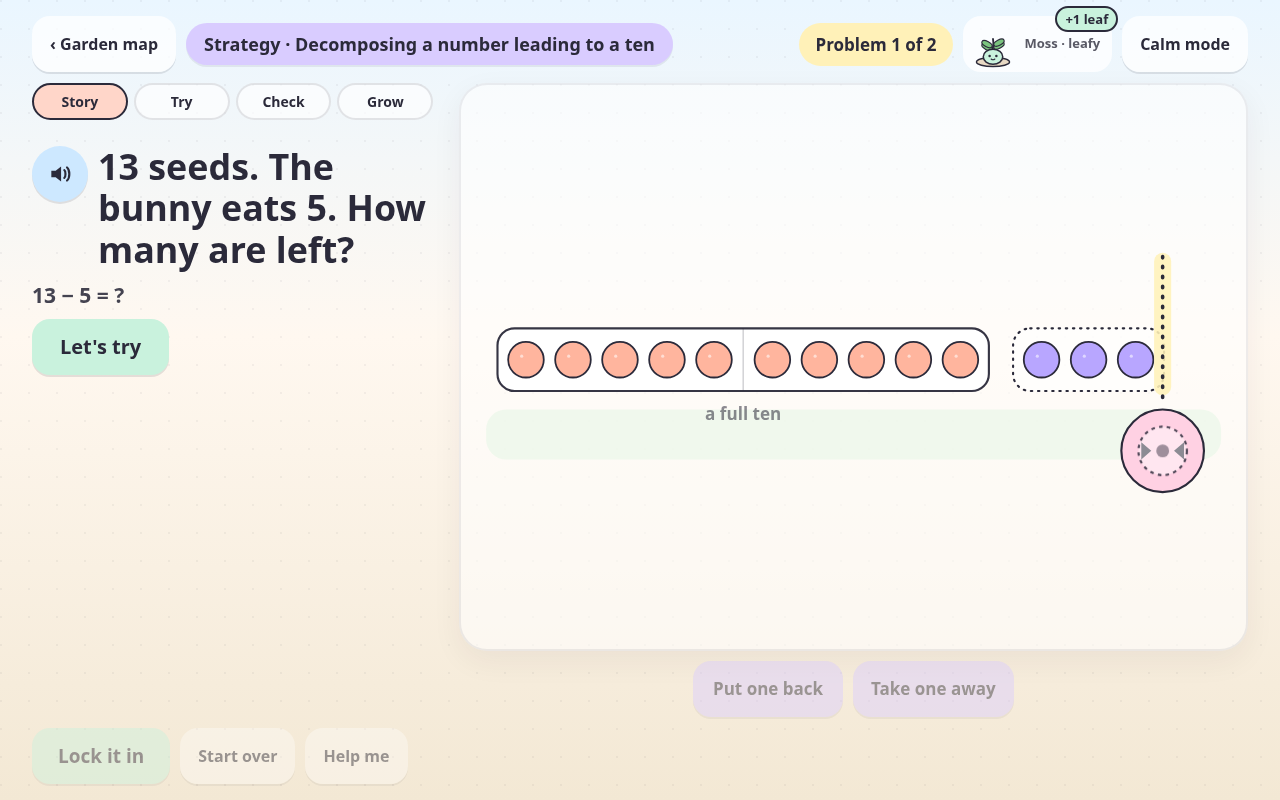 ‹ Garden map
Strategy · Decomposing a number leading to a ten
Problem 1 of 2
+1 leaf
Moss · leafy
Calm mode
Story
Try
Check
Grow
13 seeds. The
bunny eats 5. How
many are left?
13 − 5 = ?
Let's try
a full ten
Put one back
Take one away
Lock it in
Start over
Help me